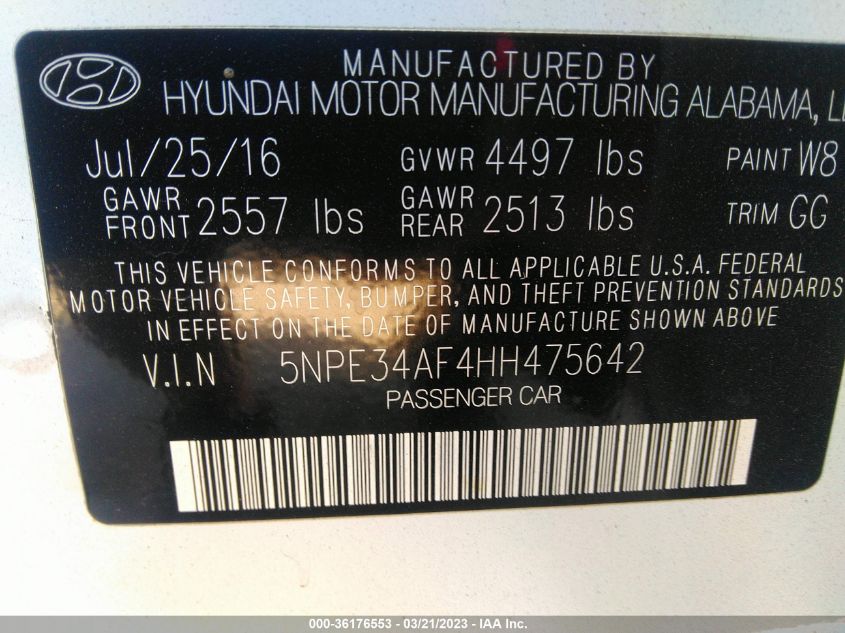 MANUFACTURED BY
HYUNDAI MOTOR MANUFACTURING ALABAMA,
Jul/25/16 GVWR 4497 lbs PAINT W8
GAWR FRONT 2557 lbs GAWR REAR 2513 lbs TRIM GG
THIS VEHICLE CONFORMS TO ALL APPLICABLE U.S.A. FEDERAL
MOTOR VEHICLE SAFETY, BUMPER, AND THEFT PREVENTION STANDARDS
IN EFFECT ON THE DATE OF MANUFACTURE SHOWN ABOVE
V.I.N 5NPE34AF4HH475642
PASSENGER CAR
000-36176553 - 03/21/2023 - IAA Inc.